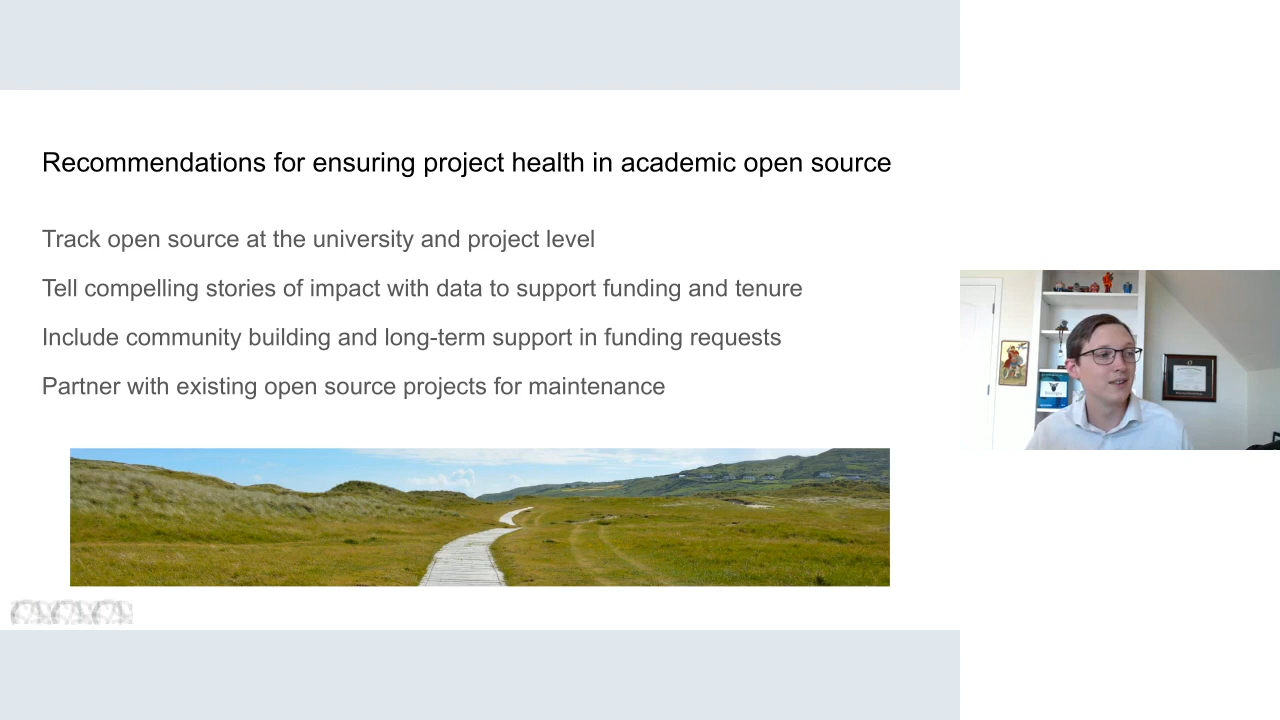 Recommendations for ensuring project health in academic open source
Track open source at the university and project level
Tell compelling stories of impact with data to support funding and tenure
Include community building and long-term support in funding requests
Partner with existing open source projects for maintenance